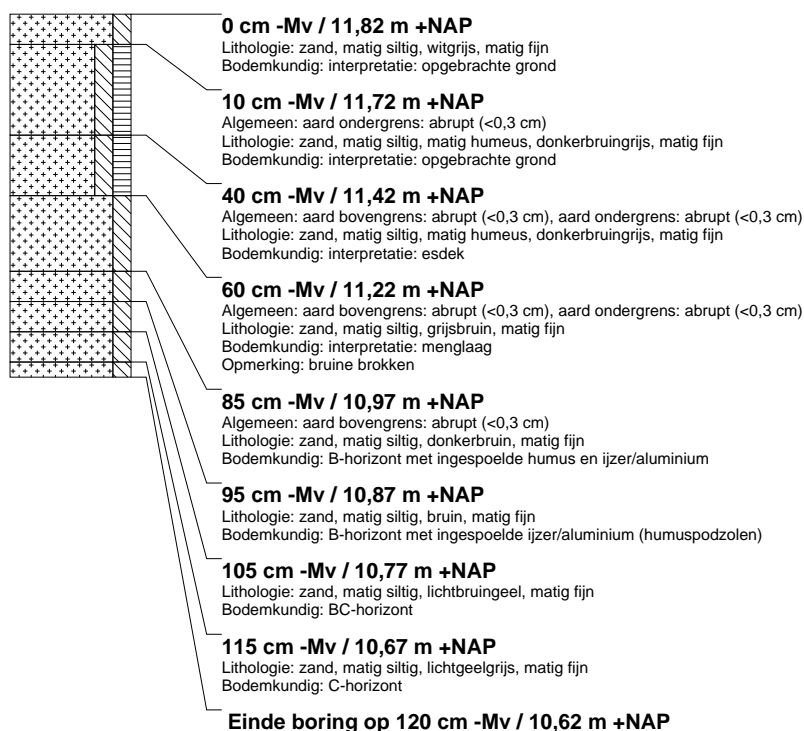 0 cm -Mv / 11,82 m +NAP
Lithologie: zand, matig siltig, witgrijs, matig fijn
Bodemkundig: interpretatie: opgebrachte grond
10 cm -Mv / 11,72 m +NAP
Algemeen: aard ondergrens: abrupt (<0,3 cm)
Lithologie: zand, matig siltig, matig humeus, donkerbruingrijs, matig fijn
Bodemkundig: interpretatie: opgebrachte grond
40 cm -Mv / 11,42 m +NAP
Algemeen: aard bovengrens: abrupt (<0,3 cm), aard ondergrens: abrupt (<0,3 cm)
Lithologie: zand, matig siltig, matig humeus, donkerbruingrijs, matig fijn
Bodemkundig: interpretatie: esdek
60 cm -Mv / 11,22 m +NAP
Algemeen: aard bovengrens: abrupt (<0,3 cm), aard ondergrens: abrupt (<0,3 cm)
Lithologie: zand, matig siltig, grijsbruin, matig fijn
Bodemkundig: interpretatie: menglaag
Opmerking: bruine brokken
85 cm -Mv / 10,97 m +NAP
Algemeen: aard bovengrens: abrupt (<0,3 cm)
Lithologie: zand, matig siltig, donkerbruin, matig fijn
Bodemkundig: B-horizont met ingespoelde humus en ijzer/aluminium
95 cm -Mv / 10,87 m +NAP
Lithologie: zand, matig siltig, bruin, matig fijn
Bodemkundig: B-horizont met ingespoelde ijzer/aluminium (humuspodzolen)
105 cm -Mv / 10,77 m +NAP
Lithologie: zand, matig siltig, lichtbruingeel, matig fijn
Bodemkundig: BC-horizont
115 cm -Mv / 10,67 m +NAP
Lithologie: zand, matig siltig, lichtgeelgrijs, matig fijn
Bodemkundig: C-horizont
Einde boring op 120 cm -Mv / 10,62 m +NAP